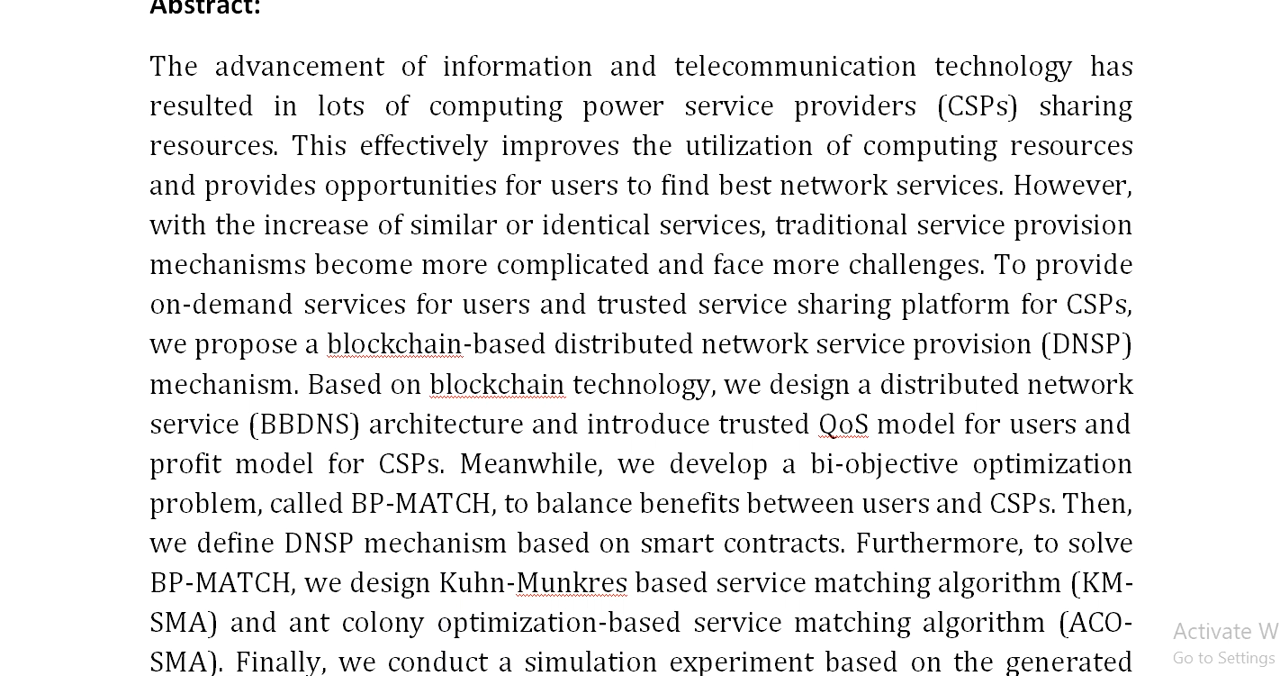 Abstract:
The advancement of information and telecommunication technology has
resulted in lots of computing power service providers (CSPs) sharing
resources. This effectively improves the utilization of computing resources
and provides opportunities for users to find best network services. However,
with the increase of similar or identical services, traditional service provision
mechanisms become more complicated and face more challenges. To provide
on-demand services for users and trusted service sharing platform for CSPs,
we propose a blockchain-based distributed network service provision (DNSP)
mechanism. Based on blockchain technology, we design a distributed network
service (BBDNS) architecture and introduce trusted QoS model for users and
profit model for CSPs. Meanwhile, we develop a bi-objective optimization
problem, called BP-MATCH, to balance benefits between users and CSPs. Then,
we define DNSP mechanism based on smart contracts. Furthermore, to solve
BP-MATCH, we design Kuhn-Munkres based service matching algorithm (KM-
SMA) and ant colony optimization-based service matching algorithm (ACO-
SMA). Finally, we conduct a simulation experiment based on the generated
Activate W
Go to Settings